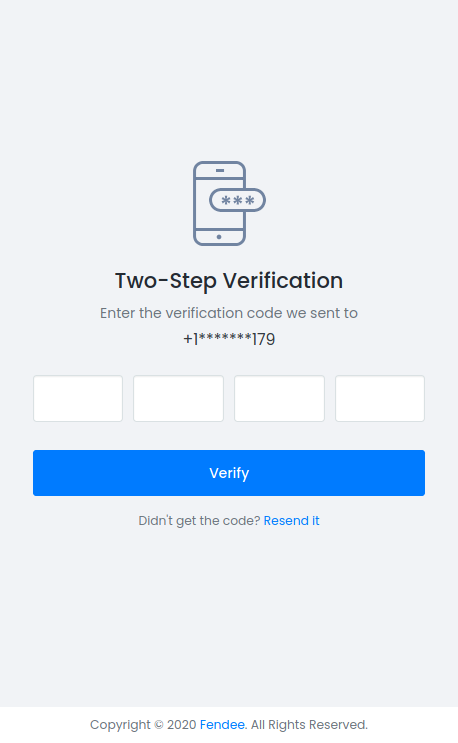 ***
Two-Step Verification
Enter the verification code we sent to
+1*******179
Verify
Didn't get the code? Resend it
Copyright © 2020 Fendee. All Rights Reserved.